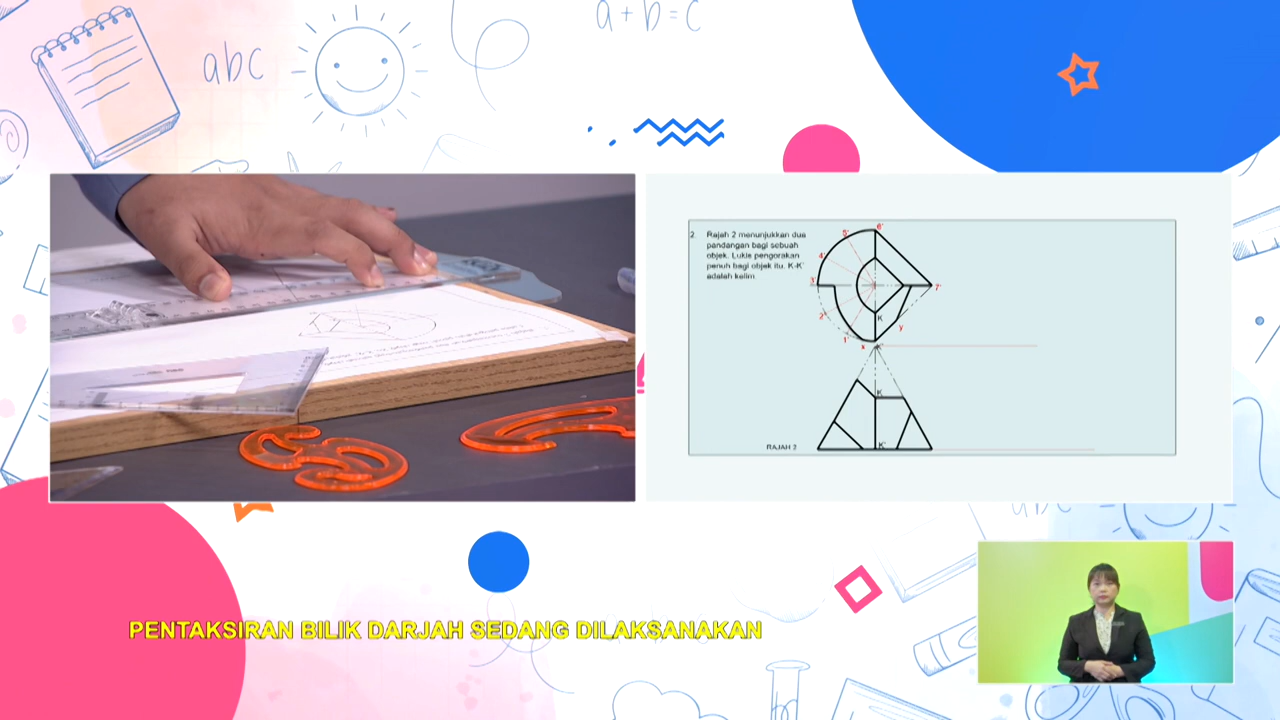 a+b=c
abc
2. Rajah 2 menunjukkan dua
pandangan bagi sebuah
objek. Lukis pengorakan
penuh bagi objek itu. K-K'
adalah kelim.
6'
5'
4'
3'
7'
2'
1'
K
y
x
K
K'
RAJAH 2
abc
PENTAKSIRAN BILIK DARJAH SEDANG DILAKSANAKAN